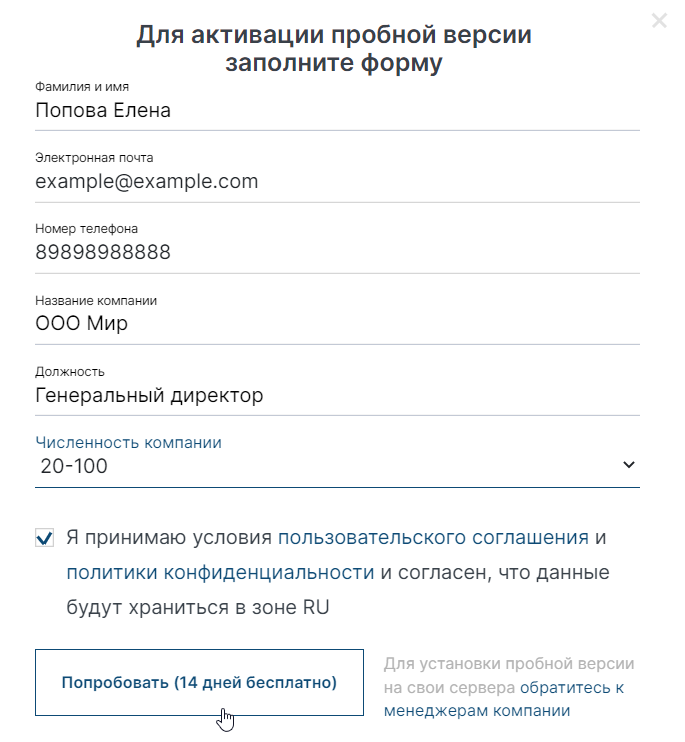 Для активации пробной версии
заполните форму
Фамилия и имя
Попова Елена
Электронная почта
example@example.com
Номер телефона
89898988888
Название компании
ООО Мир
Должность
Генеральный директор
Численность компании
20-100
Я принимаю условия пользовательского соглашения и
политики конфиденциальности и согласен, что данные
будут храниться в зоне RU
Попробовать (14 дней бесплатно)
Для установки пробной версии
на свои сервера обратитесь к
менеджерам компании